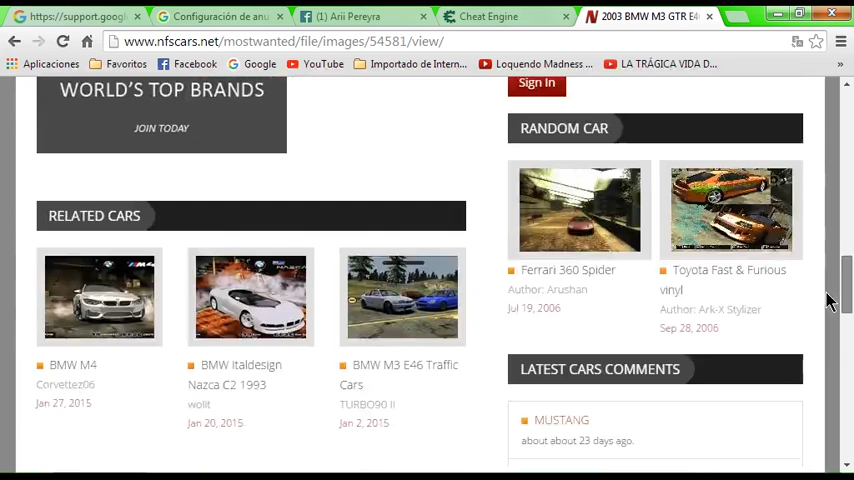 https://support.googl
Configuración de anu
(1) Arii Pereyra
Cheat Engine
2003 BMW M3 GTR E4
www.nfscars.net/mostwanted/file/images/54581/view/
Aplicaciones
Favoritos
Facebook
Google
YouTube
Importado de Intern...
Loquendo Madness ...
LA TRÁGICA VIDA D...
»
WORLD'S TOP BRANDS
JOIN TODAY
Sign In
RANDOM CAR
Ferrari 360 Spider
Author: Arushan
Jul 19, 2006
Toyota Fast & Furious
vinyl
Author: Ark-X Stylizer
Sep 28, 2006
RELATED CARS
BMW M4
Corvettez06
Jan 27, 2015
BMW Italdesign
Nazca C2 1993
wolit
Jan 20, 2015
BMW M3 E46 Traffic
Cars
TURBO90 II
Jan 2, 2015
LATEST CARS COMMENTS
MUSTANG
about about 23 days ago.